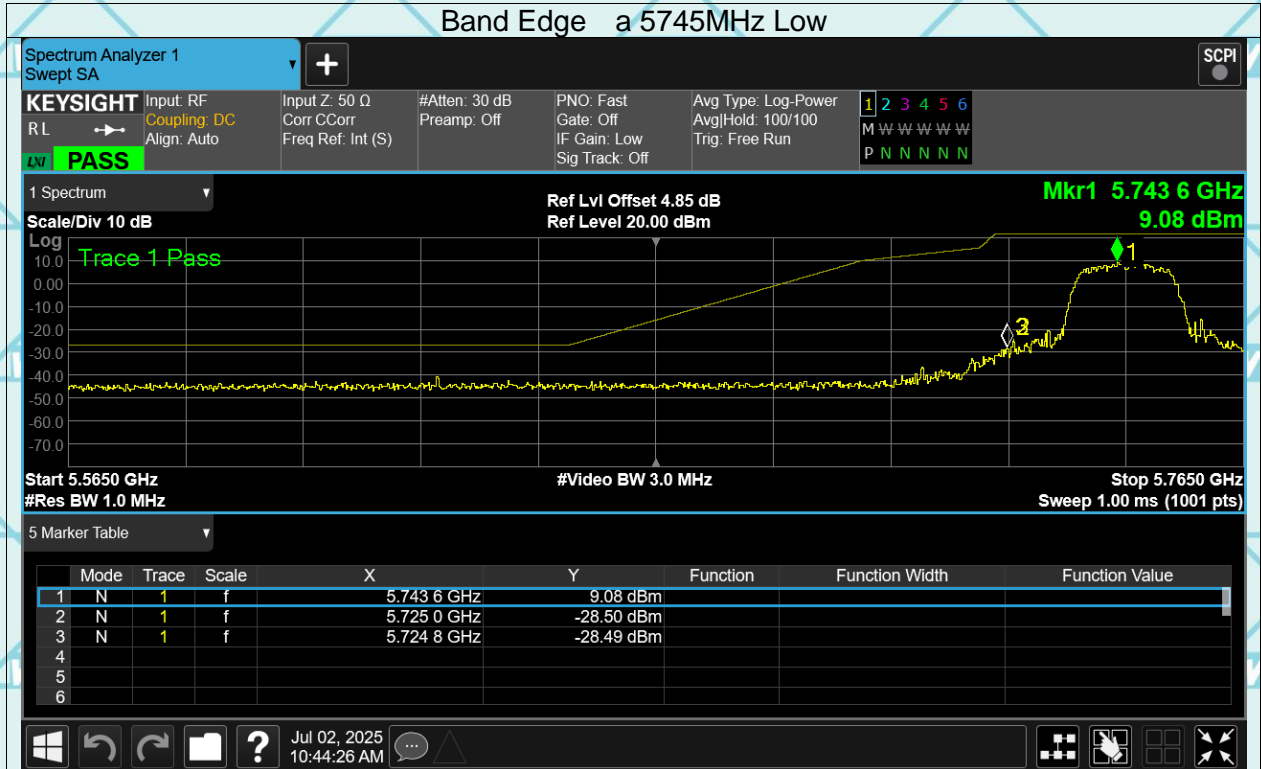 Band Edge a 5745MHz Low
Spectrum Analyzer 1
Swept SA
SCPI
KEYSIGHT
RL
LXI PASS
Input: RF
Coupling: DC
Align: Auto
Input Z: 50 Ω
Corr CCorr
Freq Ref: Int (S)
#Atten: 30 dB
Preamp: Off
PNO: Fast
Gate: Off
IF Gain: Low
Sig Track: Off
Avg Type: Log-Power
Avg|Hold: 100/100
Trig: Free Run
1 2 3 4 5 6
M W W W W W
P N N N N N
1 Spectrum
Scale/Div 10 dB
Ref Lvl Offset 4.85 dB
Ref Level 20.00 dBm
Mkr1 5.743 6 GHz
9.08 dBm
Log
Trace 1 Pass
10.0
0.00
-10.0
-20.0
-30.0
-40.0
-50.0
-60.0
-70.0
1
Start 5.5650 GHz
#Video BW 3.0 MHz
Stop 5.7650 GHz
#Res BW 1.0 MHz
Sweep 1.00 ms (1001 pts)
5 Marker Table
Mode Trace Scale X Y Function Function Width Function Value
1 N 1 f 5.743 6 GHz 9.08 dBm
2 N 1 f 5.725 0 GHz -28.50 dBm
3 N 1 f 5.724 8 GHz -28.49 dBm
4
5
6
?
Jul 02, 2025
10:44:26 AM